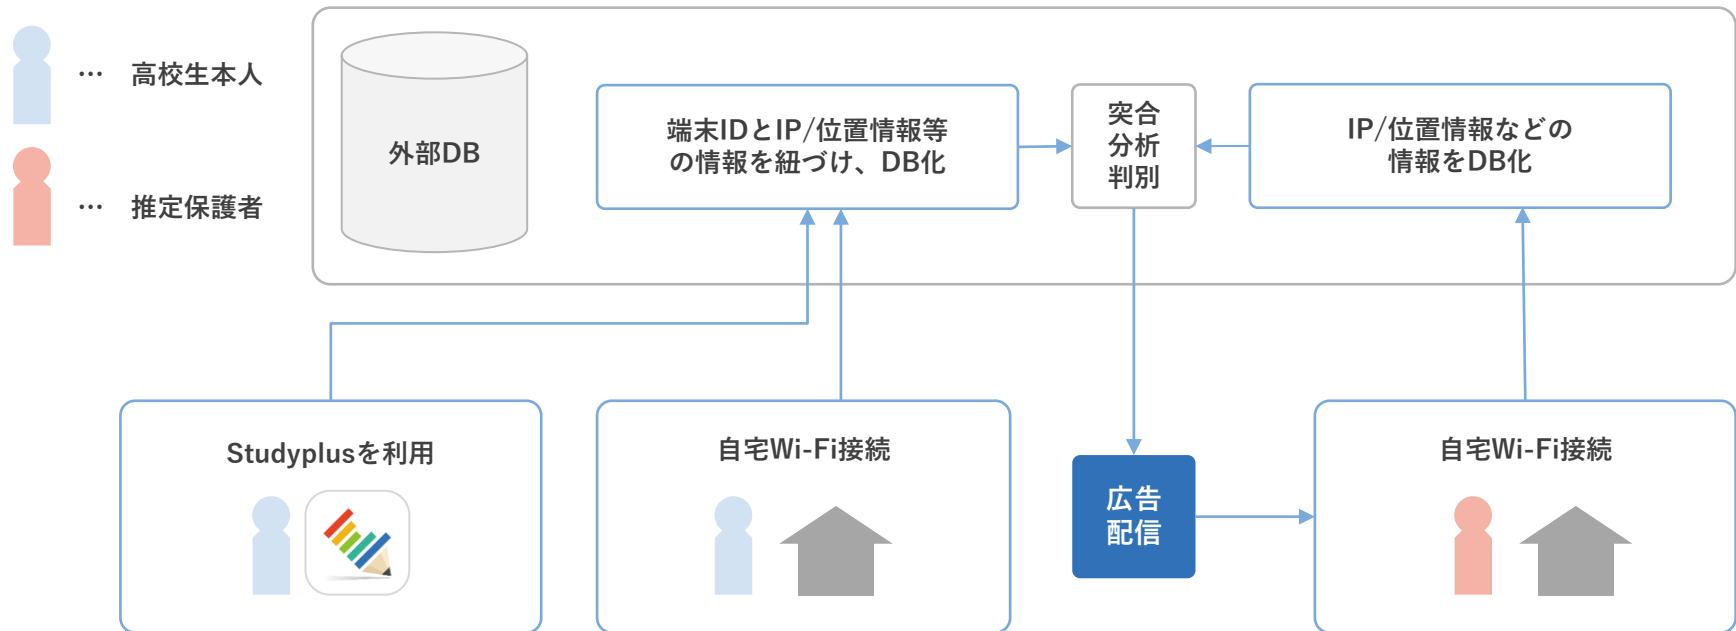 … 高校生本人
… 推定保護者
外部DB
端末IDとIP/位置情報等
の情報を紐づけ、DB化
突合
分析
判別
IP/位置情報などの
情報をDB化
Studyplusを利用
自宅Wi-Fi接続
広告
配信
自宅Wi-Fi接続